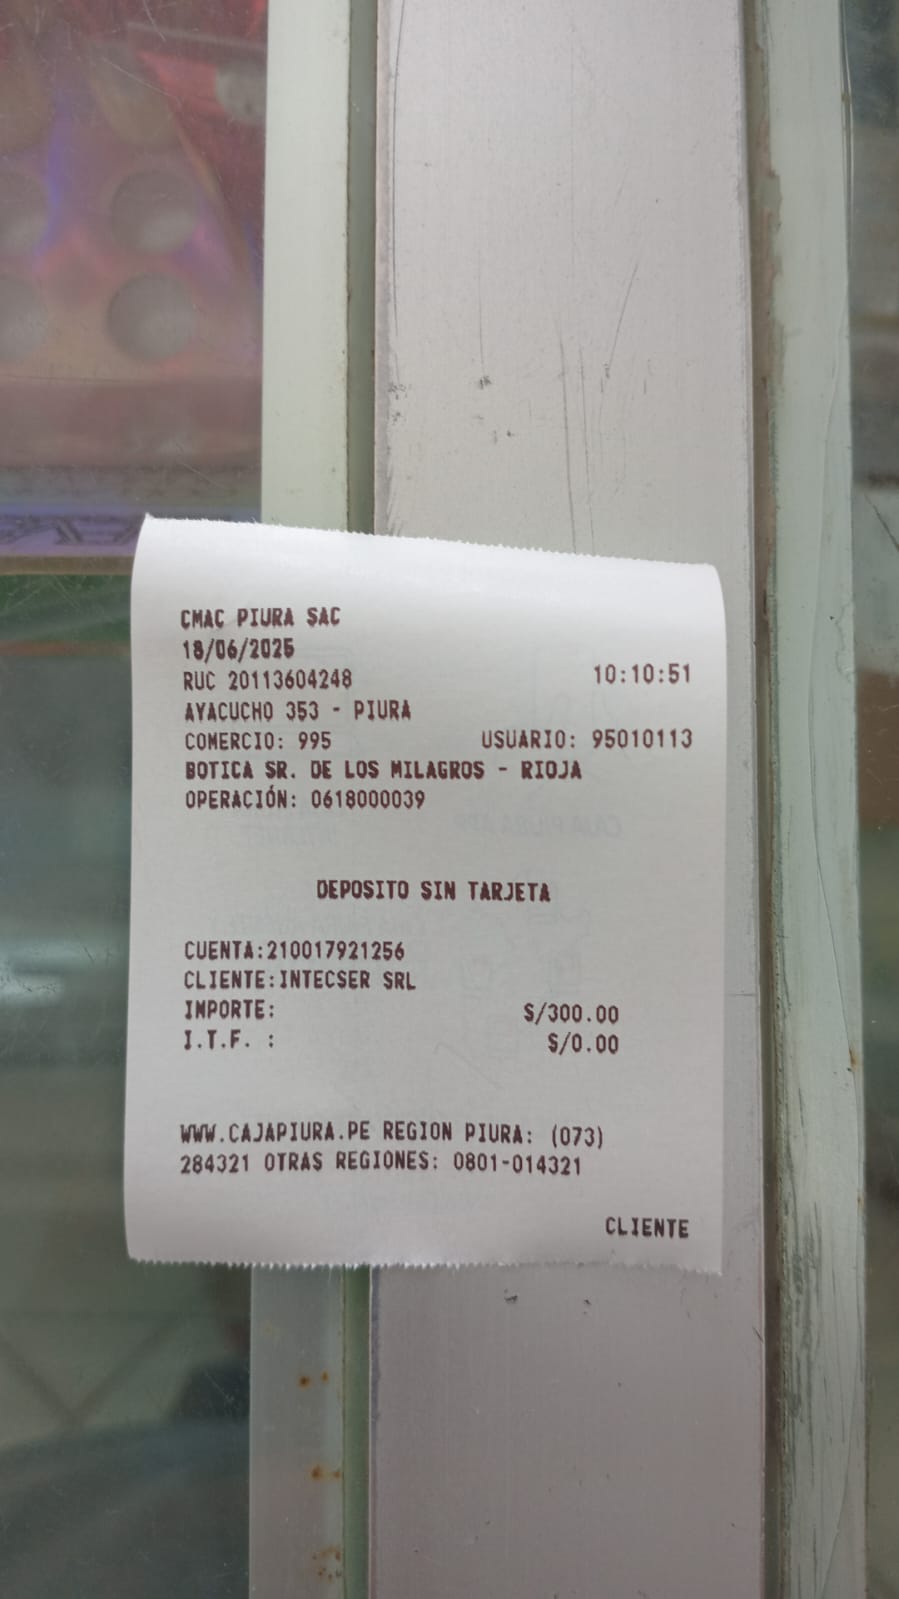 CMAC PIURA SAC
18/06/2025
RUC 20113604248 10:10:51
AYACUCHO 353 - PIURA
COMERCIO: 995 USUARIO: 95010113
BOTICA SR. DE LOS MILAGROS - RIOJA
OPERACIÓN: 0618000039
DEPOSITO SIN TARJETA
CUENTA:210017921256
CLIENTE:INTECSER SRL
IMPORTE: S/300.00
I.T.F. : S/0.00
WWW.CAJAPIURA.PE REGION PIURA: (073)
284321 OTRAS REGIONES: 0801-014321
CLIENTE